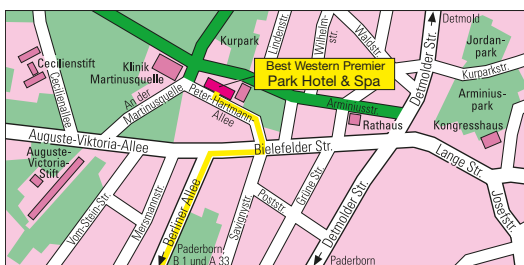 Detmold
Cecilienstift
Cecilienallee
Klinik
Martinusquelle
An der
Martinusquelle
Kurpark
Lindenstr.
Wilhelm-
str.
Waldstr.
Detmolder Str.
Jordan-
park
Kurparkstr.
Best Western Premier
Park Hotel & Spa
Peter-Hartmann-
Allee
Arminiusstr.
Rathaus
Arminius-
park
Kongresshaus
Auguste-Viktoria-Allee
Bielefelder Str.
Lange Str.
Auguste-
Victoria-
Stift
Vom-Stein-Str.
Mersmannstr.
Berliner Allee
Savignystr.
Poststr.
Grüne Str.
Detmolder Str.
Josefstr.
Paderborn,
B 1 und A 33
Paderborn